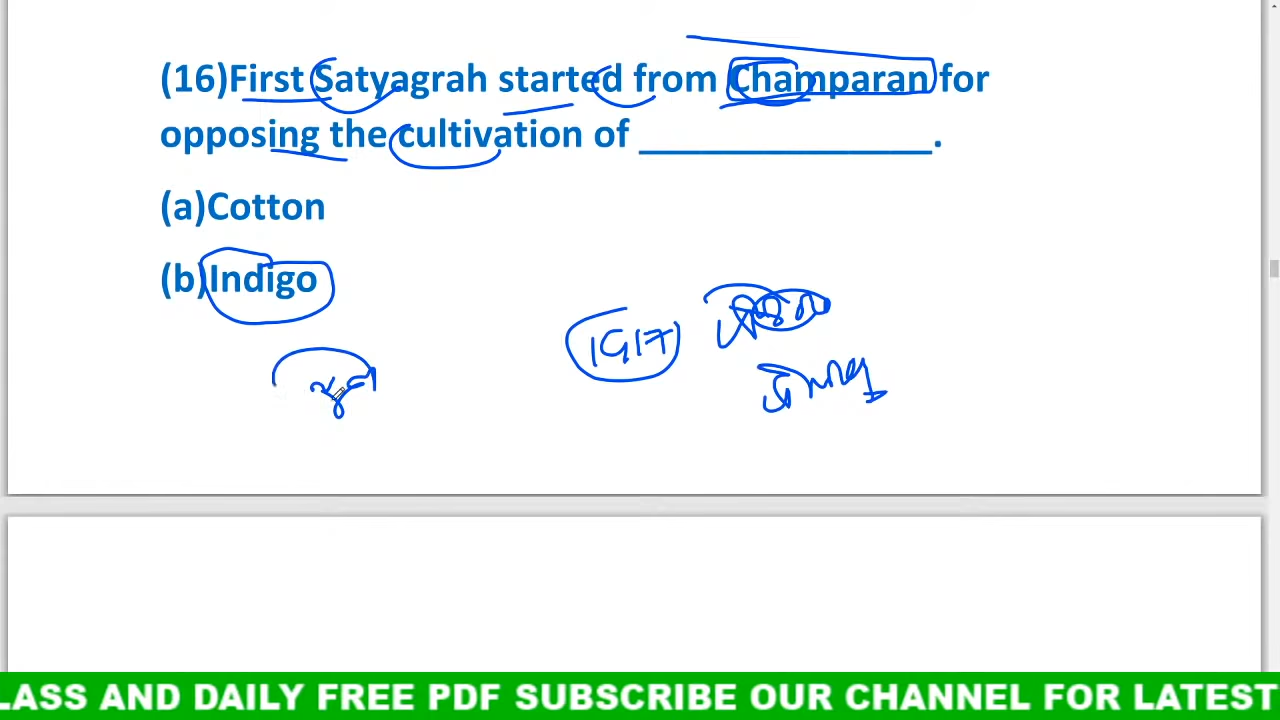 (16)First Satyagrah started from Champaran for
opposing the cultivation of _______________.
(a)Cotton
(b)Indigo
1917
LASS AND DAILY FREE PDF SUBSCRIBE OUR CHANNEL FOR LATEST